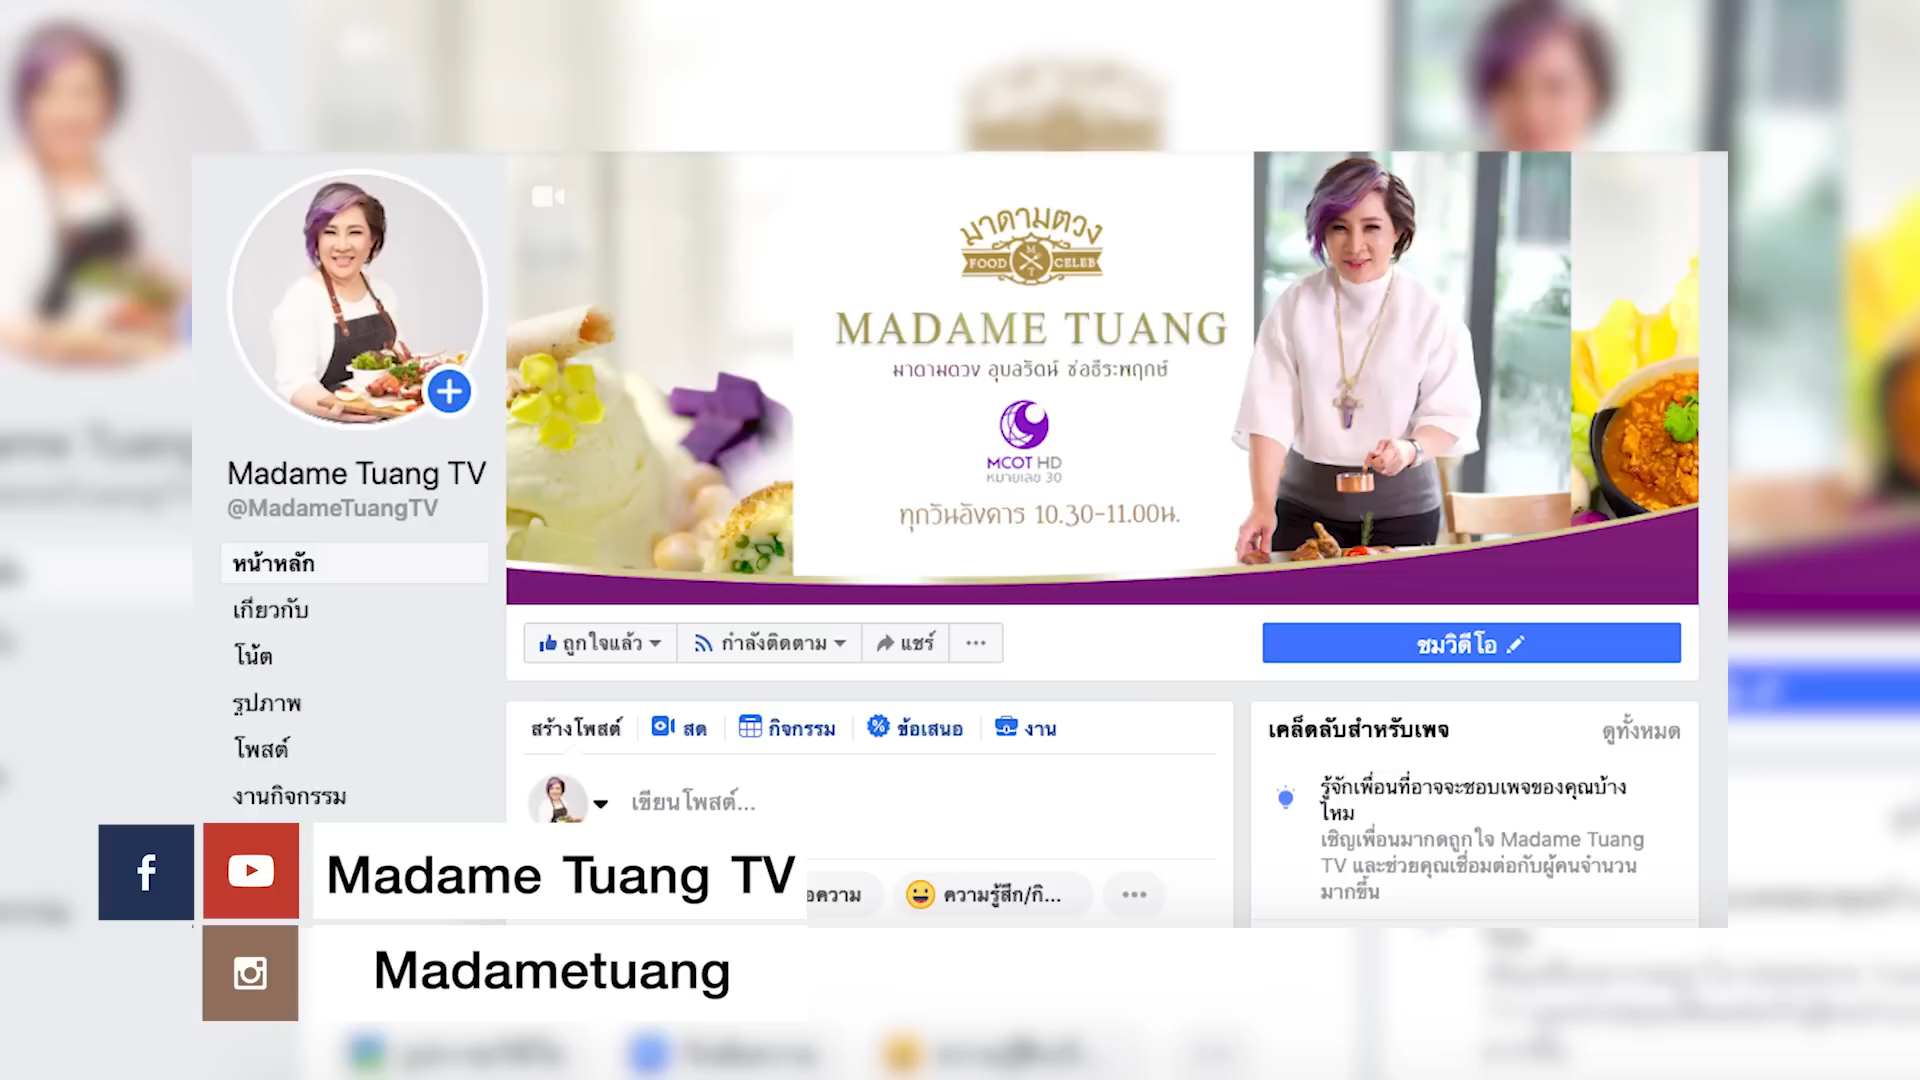 มาดามตวง
FOOD M T CELEB
MADAME TUANG
มาดามตวง อุบลรัตน์ ช่อธีระพฤกษ์
MCOT HD
หมายเลข 30
ทุกวันอังคาร 10.30-11.00น.
Madame Tuang TV
@MadameTuangTV
หน้าหลัก
เกี่ยวกับ
โน้ต
รูปภาพ
โพสต์
งานกิจกรรม
ถูกใจแล้ว
กำลังติดตาม
แชร์
ชมวิดีโอ
สร้างโพสต์
สด
กิจกรรม
ข้อเสนอ
งาน
เขียนโพสต์...
ความรู้สึก/กิ...
เคล็ดลับสำหรับเพจ
ดูทั้งหมด
รู้จักเพื่อนที่อาจจะชอบเพจของคุณบ้าง
ไหม
เชิญเพื่อนมากดถูกใจ Madame Tuang
TV และช่วยคุณเชื่อมต่อกับผู้คนจำนวน
มากขึ้น
Madame Tuang TV
Madametuang